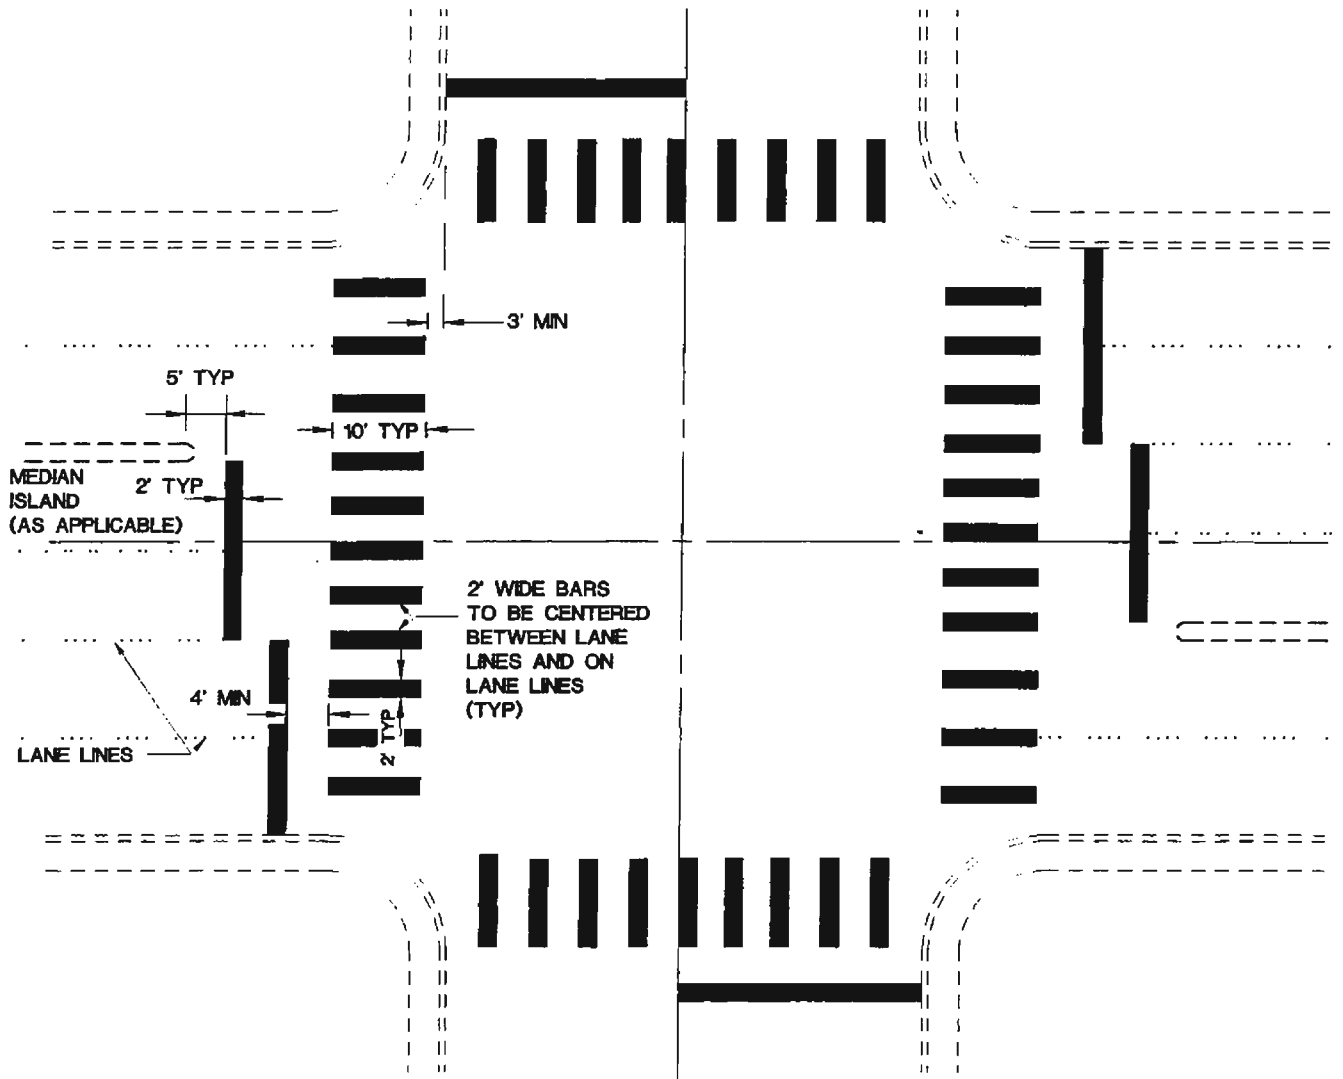 3' MIN
5' TYP
10' TYP
MEDIAN
ISLAND
(AS APPLICABLE)
2' TYP
2' WIDE BARS
TO BE CENTERED
BETWEEN LANE
LINES AND ON
LANE LINES
(TYP)
4' MIN
2' TYP
LANE LINES